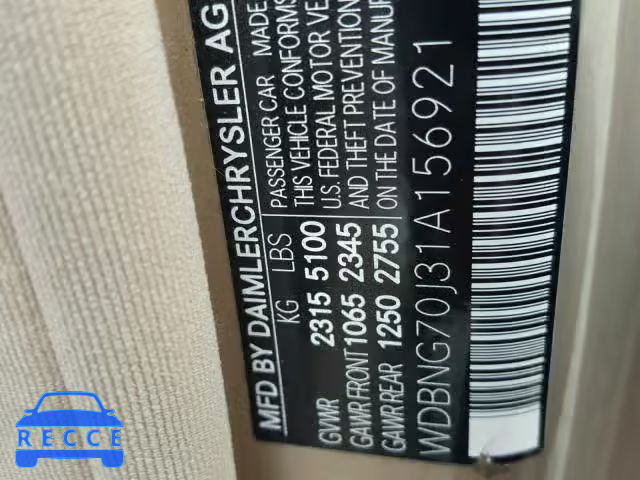 MFD BY DAIMLERCHRYSLER AG
KG LBS
PASSENGER CAR MADE
THIS VEHICLE CONFORMS
U.S. FEDERAL MOTOR VE
AND THEFT PREVENTION
ON THE DATE OF MANUF
GVWR 2315 5100
GAWR FRONT 1065 2345
GAWR REAR 1250 2755
WDBNG70J31A156921
RECCE